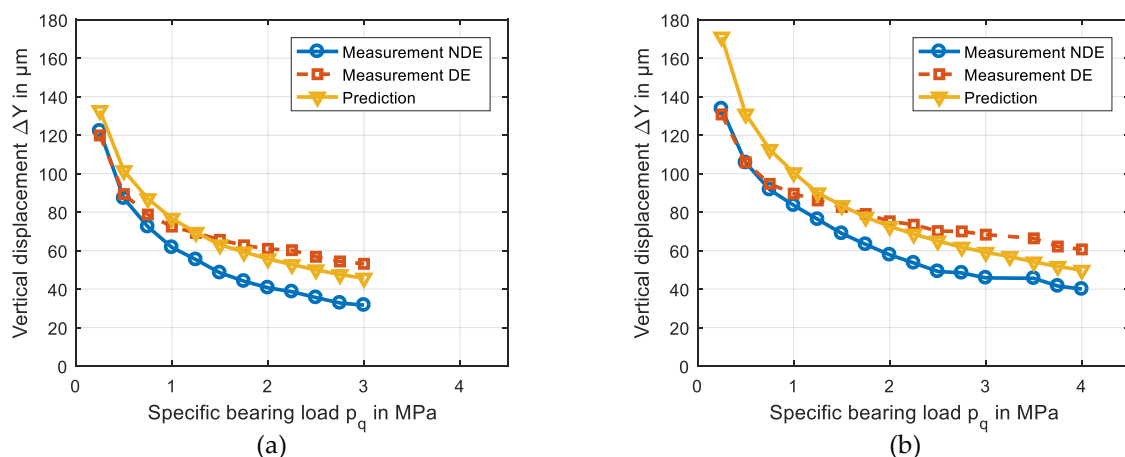 180
160
140
120
100
80
60
40
20
0
Vertical displacement ΔY in μm
Measurement NDE
Measurement DE
Prediction
0 1 2 3 4
Specific bearing load p_q in MPa
(a)
180
160
140
120
100
80
60
40
20
0
Vertical displacement ΔY in μm
Measurement NDE
Measurement DE
Prediction
0 1 2 3 4
Specific bearing load p_q in MPa
(b)